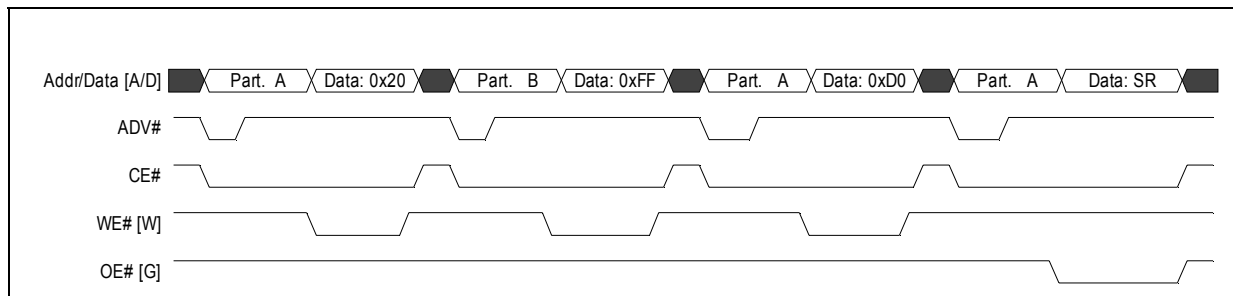 Addr/Data [A/D] Part. A Data: 0x20 Part. B Data: 0xFF Part. A Data: 0xD0 Part. A Data: SR
ADV#
CE#
WE# [W]
OE# [G]